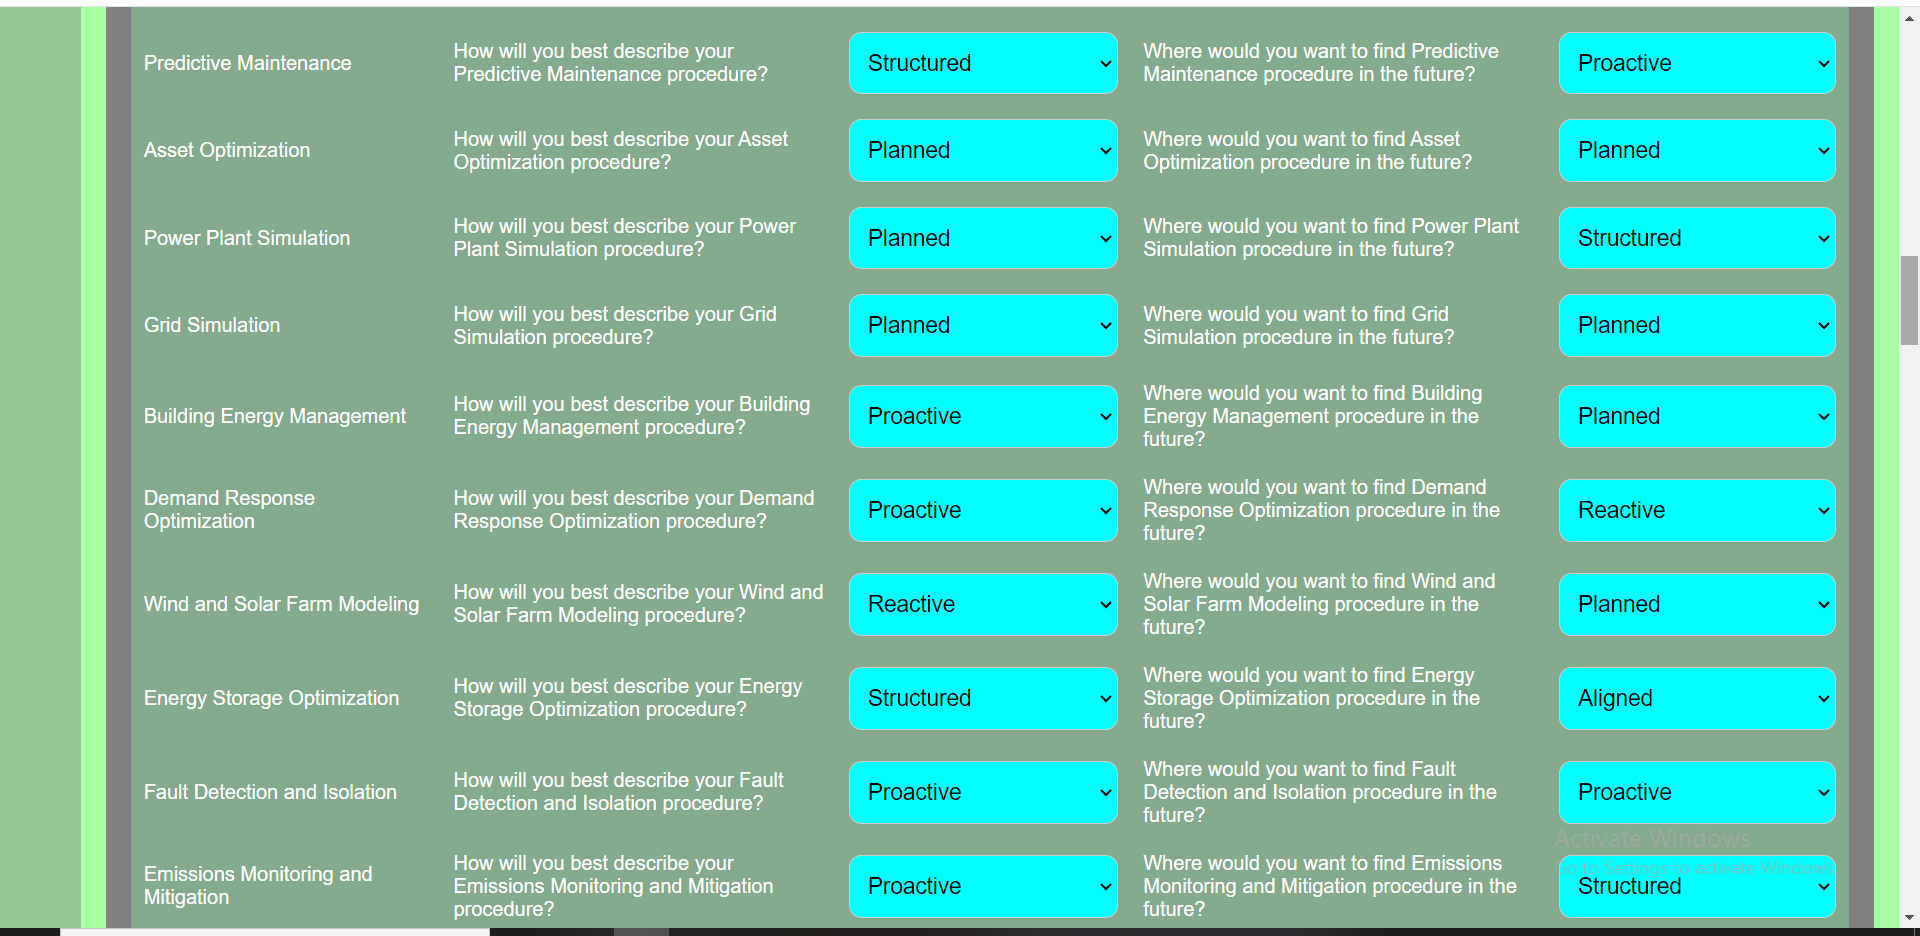 Predictive Maintenance
How will you best describe your
Predictive Maintenance procedure?
Structured
Where would you want to find Predictive
Maintenance procedure in the future?
Proactive
Asset Optimization
How will you best describe your Asset
Optimization procedure?
Planned
Where would you want to find Asset
Optimization procedure in the future?
Planned
Power Plant Simulation
How will you best describe your Power
Plant Simulation procedure?
Planned
Where would you want to find Power Plant
Simulation procedure in the future?
Structured
Grid Simulation
How will you best describe your Grid
Simulation procedure?
Planned
Where would you want to find Grid
Simulation procedure in the future?
Planned
Building Energy Management
How will you best describe your Building
Energy Management procedure?
Proactive
Where would you want to find Building
Energy Management procedure in the
future?
Planned
Demand Response
Optimization
How will you best describe your Demand
Response Optimization procedure?
Proactive
Where would you want to find Demand
Response Optimization procedure in the
future?
Reactive
Wind and Solar Farm Modeling
How will you best describe your Wind and
Solar Farm Modeling procedure?
Reactive
Where would you want to find Wind and
Solar Farm Modeling procedure in the
future?
Planned
Energy Storage Optimization
How will you best describe your Energy
Storage Optimization procedure?
Structured
Where would you want to find Energy
Storage Optimization procedure in the
future?
Aligned
Fault Detection and Isolation
How will you best describe your Fault
Detection and Isolation procedure?
Proactive
Where would you want to find Fault
Detection and Isolation procedure in the
future?
Proactive
Emissions Monitoring and
Mitigation
How will you best describe your
Emissions Monitoring and Mitigation
procedure?
Proactive
Where would you want to find Emissions
Monitoring and Mitigation procedure in the
future?
Structured
Activate Windows
Go to Settings to activate Windows.